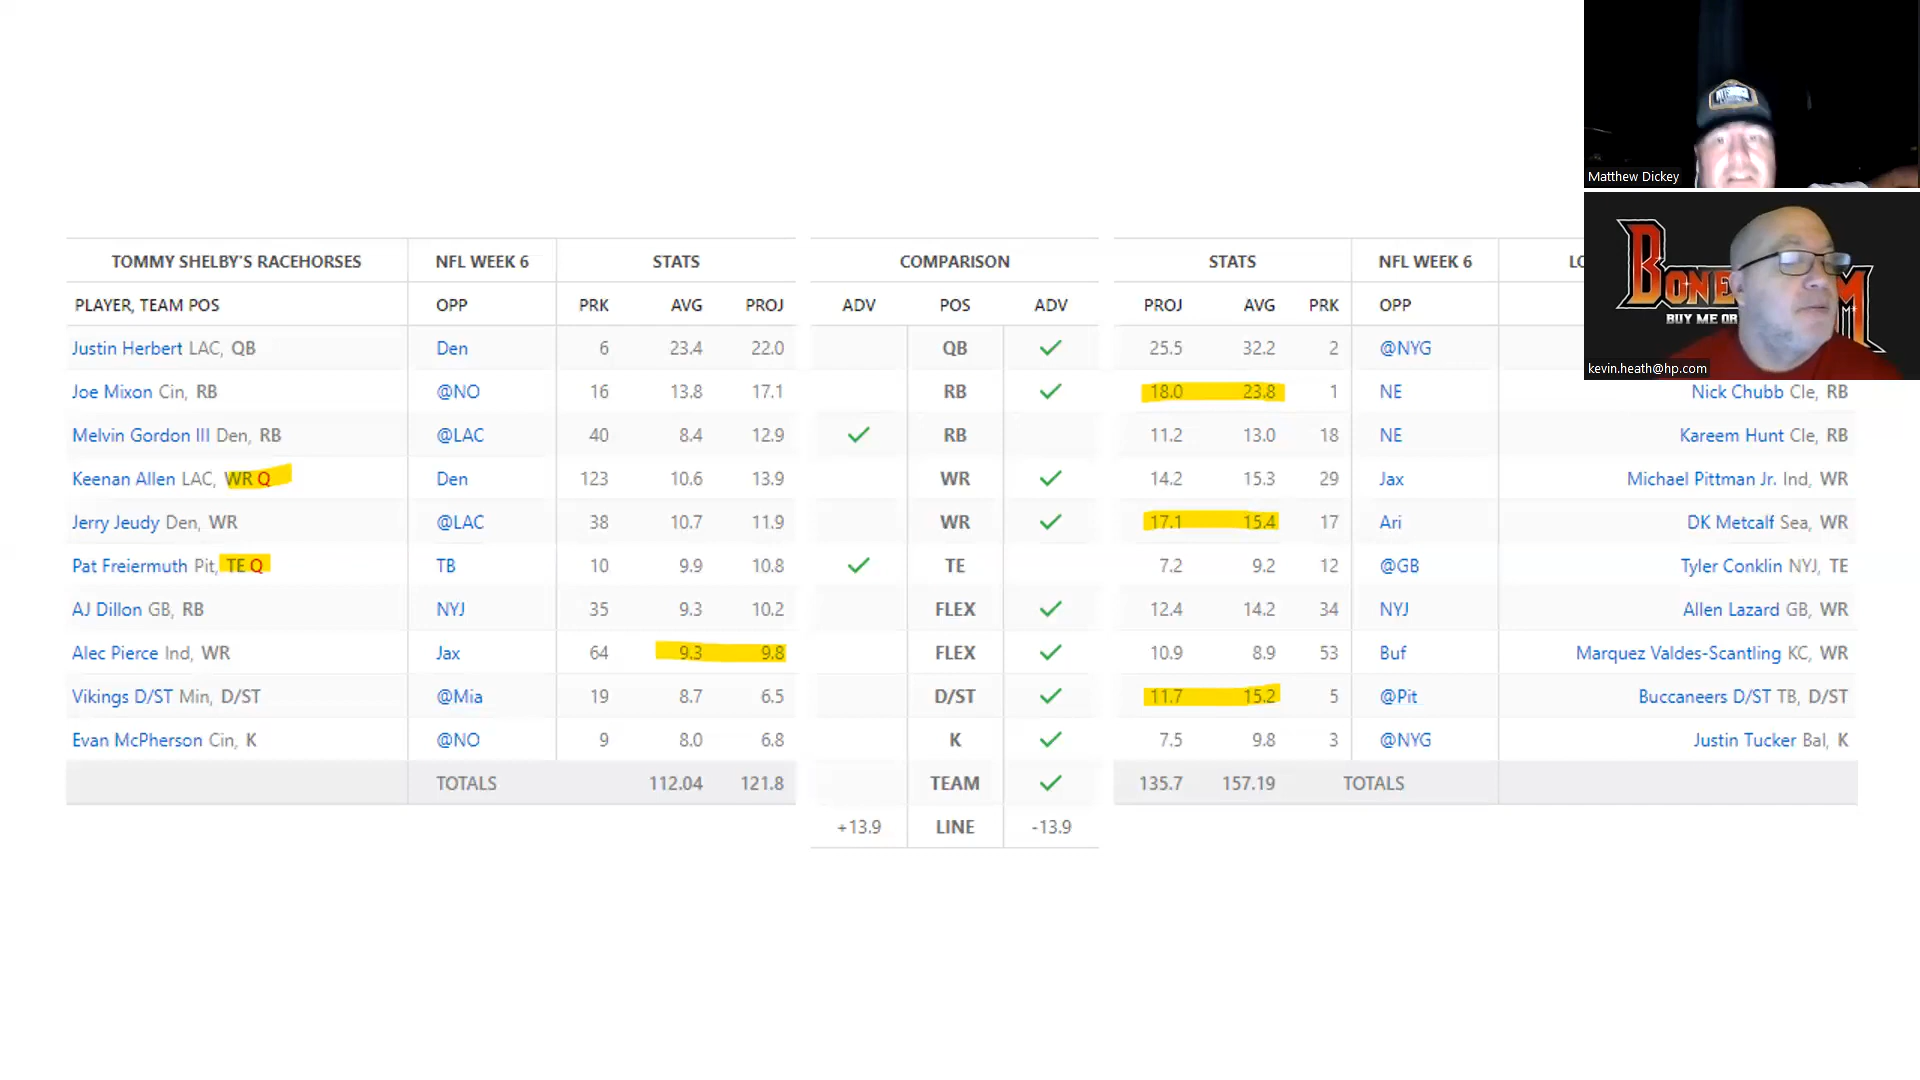 Matthew Dickey
BONE M
BUY ME OR
kevin.heath@hp.com
TOMMY SHELBY'S RACEHORSES NFL WEEK 6 STATS COMPARISON STATS NFL WEEK 6 LO
PLAYER, TEAM POS OPP PRK AVG PROJ ADV POS ADV PROJ AVG PRK OPP
Justin Herbert LAC, QB Den 6 23.4 22.0 QB ✓ 25.5 32.2 2 @NYG
Joe Mixon Cin, RB @NO 16 13.8 17.1 RB ✓ 18.0 23.8 1 NE Nick Chubb Cle, RB
Melvin Gordon III Den, RB @LAC 40 8.4 12.9 ✓ RB 11.2 13.0 18 NE Kareem Hunt Cle, RB
Keenan Allen LAC, WR Q Den 123 10.6 13.9 WR ✓ 14.2 15.3 29 Jax Michael Pittman Jr. Ind, WR
Jerry Jeudy Den, WR @LAC 38 10.7 11.9 WR ✓ 17.1 15.4 17 Ari DK Metcalf Sea, WR
Pat Freiermuth Pit, TE Q TB 10 9.9 10.8 ✓ TE 7.2 9.2 12 @GB Tyler Conklin NYJ, TE
AJ Dillon GB, RB NYJ 35 9.3 10.2 FLEX ✓ 12.4 14.2 34 NYJ Allen Lazard GB, WR
Alec Pierce Ind, WR Jax 64 9.3 9.8 FLEX ✓ 10.9 8.9 53 Buf Marquez Valdes-Scantling KC, WR
Vikings D/ST Min, D/ST @Mia 19 8.7 6.5 D/ST ✓ 11.7 15.2 5 @Pit Buccaneers D/ST TB, D/ST
Evan McPherson Cin, K @NO 9 8.0 6.8 K ✓ 7.5 9.8 3 @NYG Justin Tucker Bal, K
TOTALS 112.04 121.8 TEAM ✓ 135.7 157.19 TOTALS
+13.9 LINE -13.9